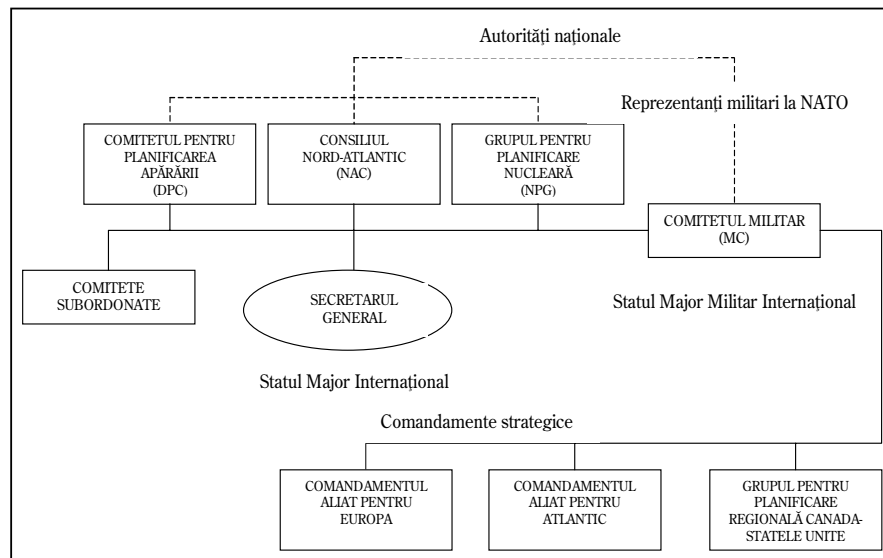 Autorități naționale
Reprezentanți militari la NATO
COMITETUL PENTRU
PLANIFICAREA
APĂRĂRII
(DPC)
CONSILIUL
NORD-ATLANTIC
(NAC)
GRUPUL PENTRU
PLANIFICARE
NUCLEARĂ
(NPG)
COMITETUL MILITAR
(MC)
COMITETE
SUBORDONATE
SECRETARUL
GENERAL
Statul Major Militar Internațional
Statul Major Internațional
Comandamente strategice
COMANDAMENTUL
ALIAT PENTRU
EUROPA
COMANDAMENTUL
ALIAT PENTRU
ATLANTIC
GRUPUL PENTRU
PLANIFICARE
REGIONALĂ CANADA-
STATELE UNITE